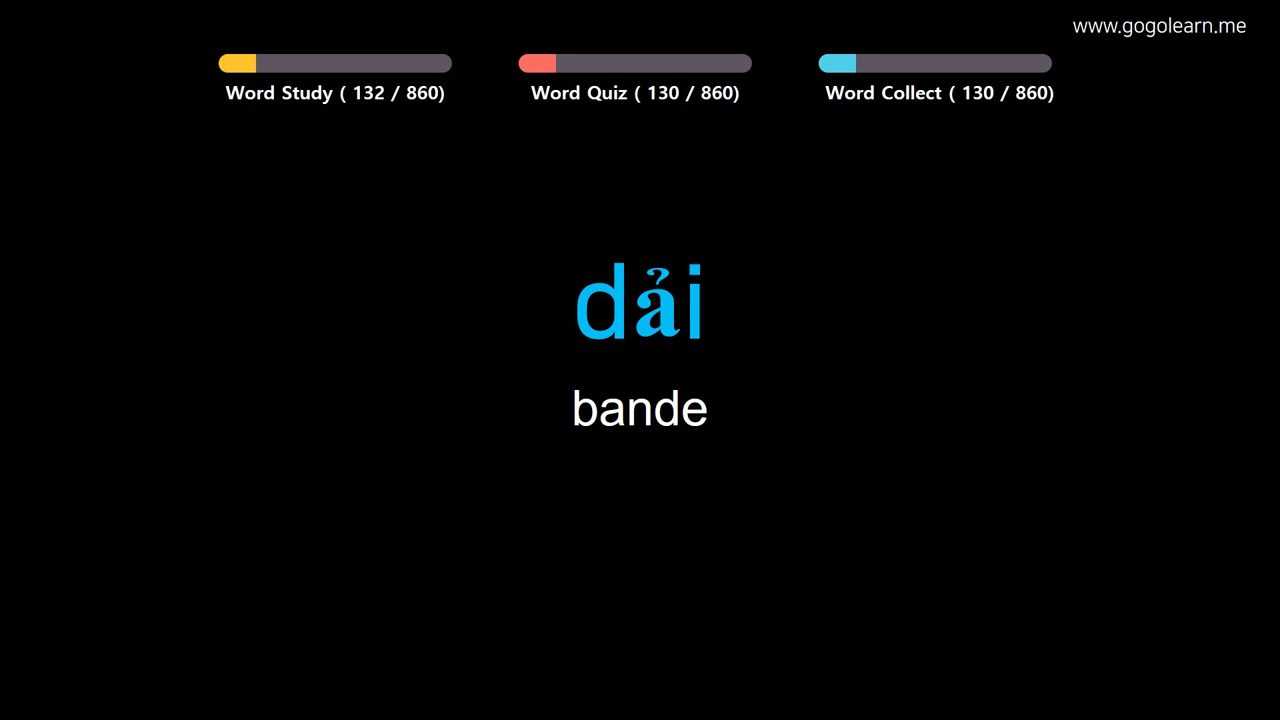 www.gogolearn.me
Word Study ( 132 / 860)
Word Quiz ( 130 / 860)
Word Collect ( 130 / 860)
dải
bande